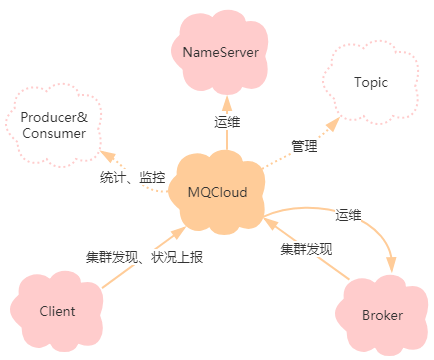 NameServer
Topic
Producer&
Consumer
运维
管理
统计、监控
MQCloud
运维
集群发现、状况上报
集群发现
Client
Broker